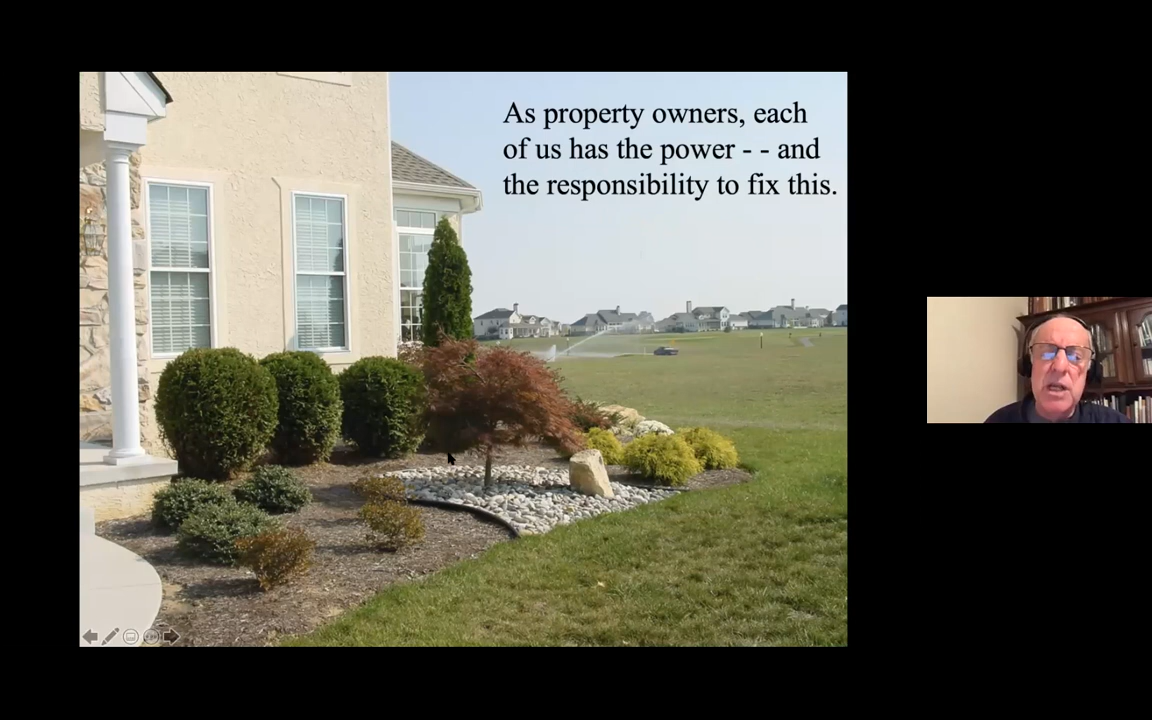 As property owners, each
of us has the power - - and
the responsibility to fix this.